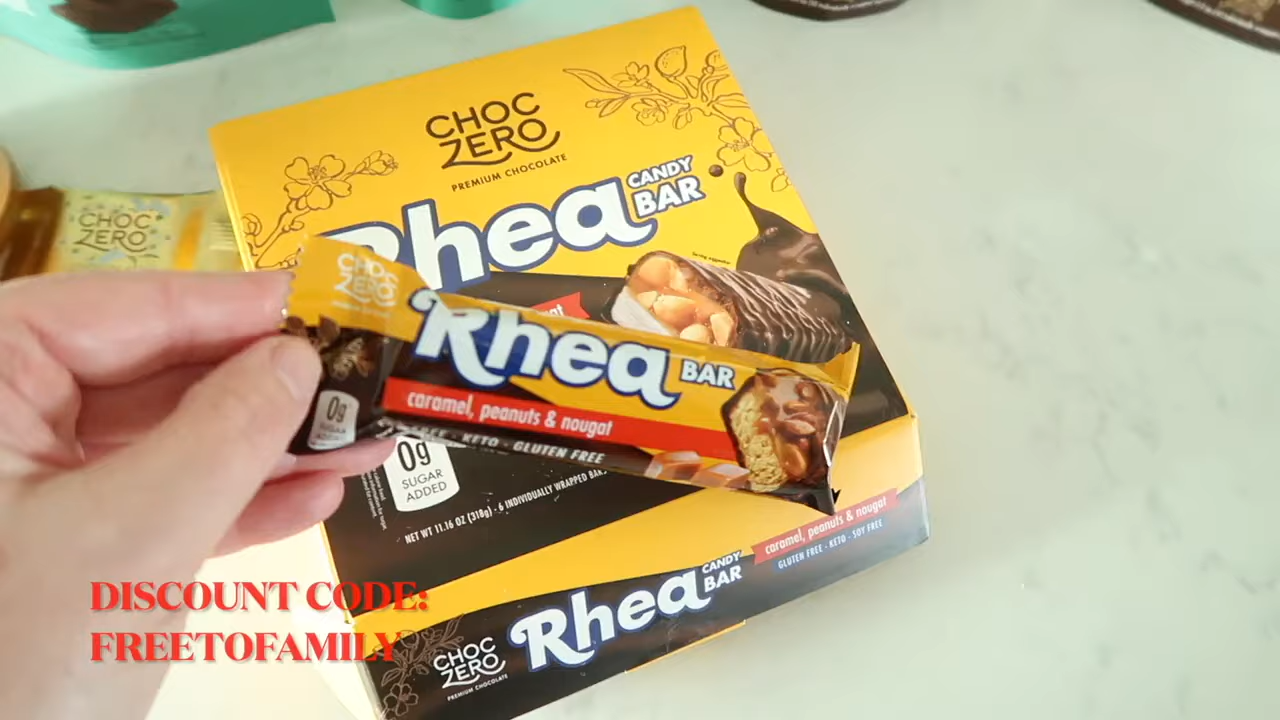 CHOC
ZERO
PREMIUM CHOCOLATE
Rhea CANDY
BAR
CHOC
ZERO
CHOC
ZERO
Rhea BAR
caramel, peanuts & nougat
KETO · GLUTEN FREE
0g
SUGAR
ADDED
0g
SUGAR
ADDED
NET WT 11.16 OZ (318g) · 6 INDIVIDUALLY WRAPPED BARS
caramel, peanuts & nougat
GLUTEN FREE · KETO · SOY FREE
Rhea CANDY
BAR
CHOC
ZERO
PREMIUM CHOCOLATE
DISCOUNT CODE:
FREETOFAMILY